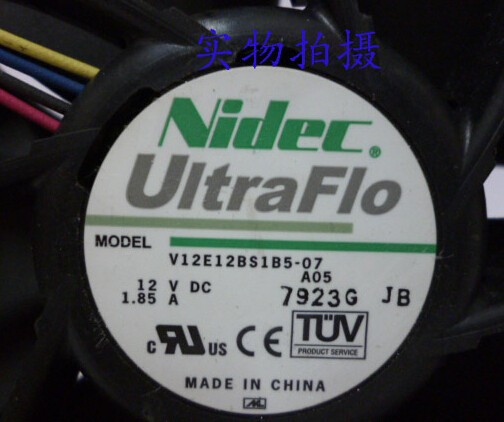 实物拍摄
Nidec®
UltraFlo
MODEL V12E12BS1B5-07
A05
12 V DC
1.85 A
7923G JB
c RU US CE TÜV
PRODUCT SERVICE
MADE IN CHINA